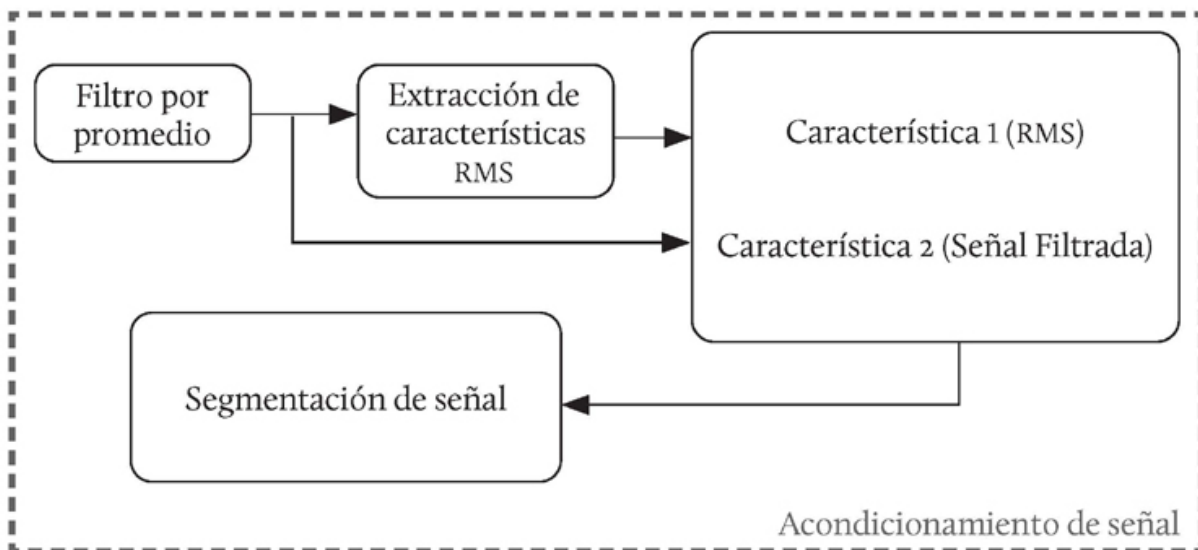 Filtro por
promedio
Extracción de
características
RMS
Característica 1 (RMS)
Característica 2 (Señal Filtrada)
Segmentación de señal
Acondicionamiento de señal